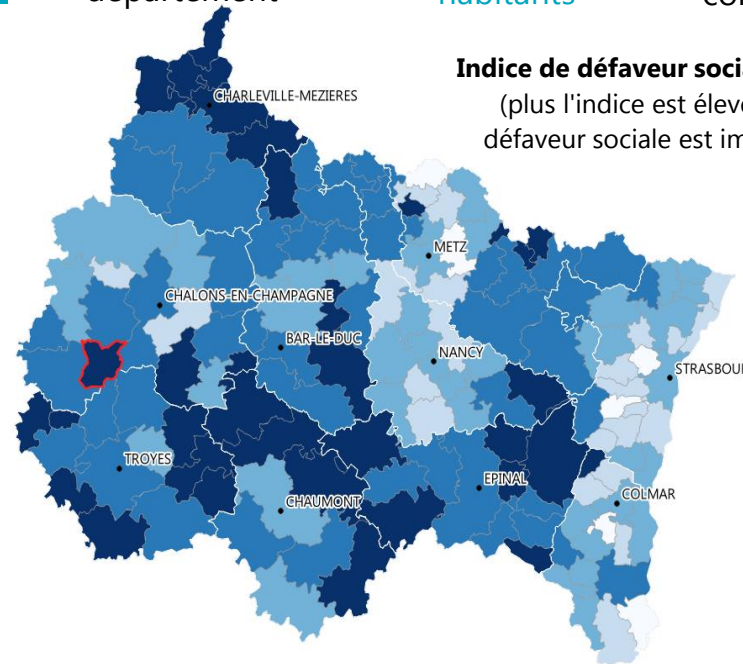 département
habitants
Indice de défaveur socia
(plus l'indice est élev
défaveur sociale est im
CHARLEVILLE-MEZIERES
METZ
CHALONS-EN-CHAMPAGNE
BAR-LE-DUC
NANCY
STRASBOU
TROYES
EPINAL
CHAUMONT
COLMAR